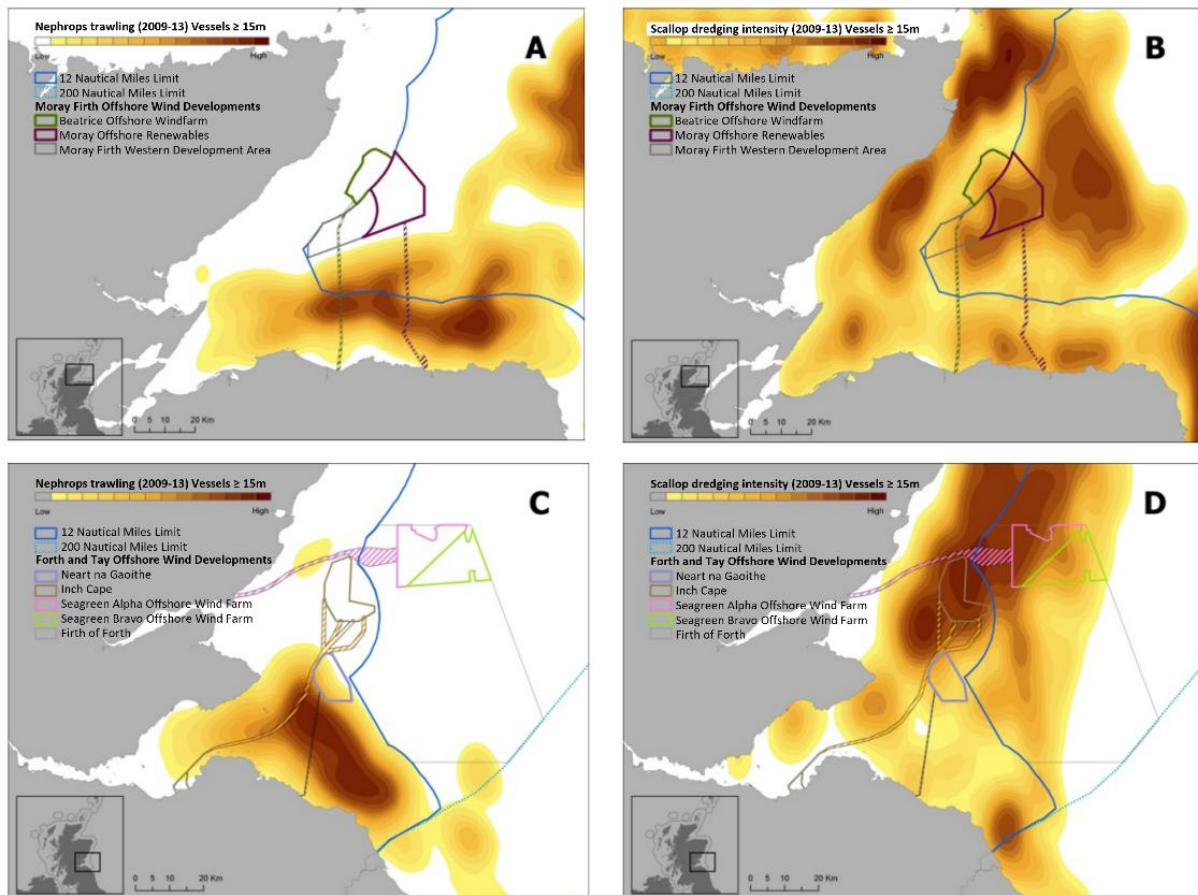 Nephrops trawling (2009-13) Vessels ≥ 15m
Low High
12 Nautical Miles Limit
200 Nautical Miles Limit
Moray Firth Offshore Wind Developments
Beatrice Offshore Windfarm
Moray Offshore Renewables
Moray Firth Western Development Area
A
0 5 10 20 Km
Scallop dredging intensity (2009-13) Vessels ≥ 15m
Low High
12 Nautical Miles Limit
200 Nautical Miles Limit
Moray Firth Offshore Wind Developments
Beatrice Offshore Windfarm
Moray Offshore Renewables
Moray Firth Western Development Area
B
0 5 10 20 Km
Nephrops trawling (2009-13) Vessels ≥ 15m
Low High
12 Nautical Miles Limit
200 Nautical Miles Limit
Forth and Tay Offshore Wind Developments
Neart na Gaoithe
Inch Cape
Seagreen Alpha Offshore Wind Farm
Seagreen Bravo Offshore Wind Farm
Firth of Forth
C
0 5 10 20 Km
Scallop dredging intensity (2009-13) Vessels ≥ 15m
Low High
12 Nautical Miles Limit
200 Nautical Miles Limit
Forth and Tay Offshore Wind Developments
Neart na Gaoithe
Inch Cape
Seagreen Alpha Offshore Wind Farm
Seagreen Bravo Offshore Wind Farm
Firth of Forth
D
0 5 10 20 Km